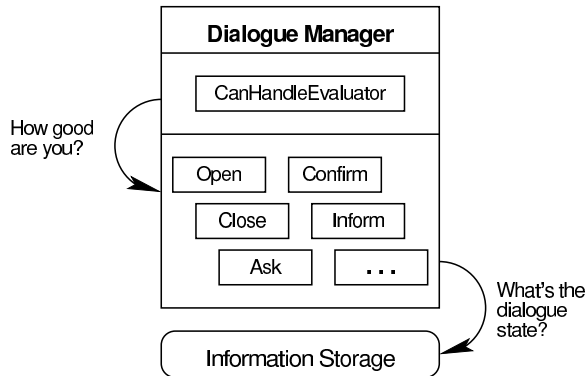 Dialogue Manager
CanHandleEvaluator
How good
are you?
Open
Confirm
Close
Inform
Ask
...
What's the
dialogue
state?
Information Storage